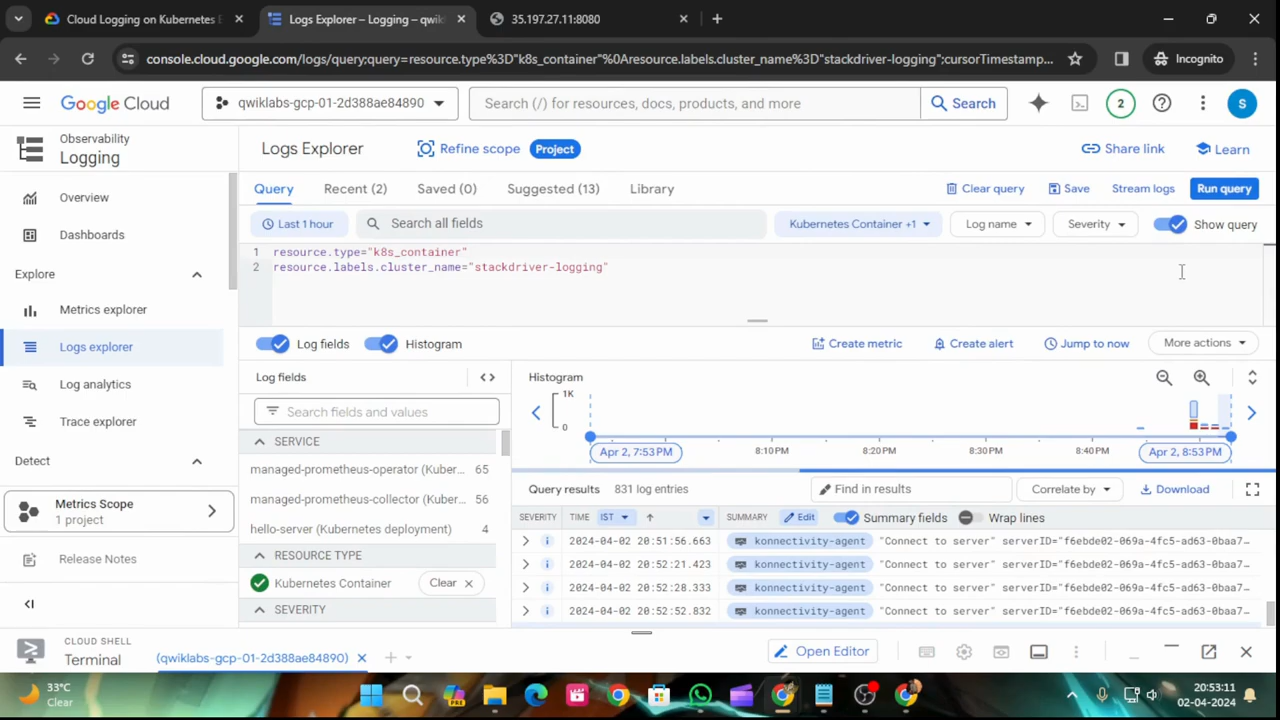 Cloud Logging on Kubernetes E
Logs Explorer – Logging – qwi
35.197.27.11:8080
console.cloud.google.com/logs/query;query=resource.type%3D"k8s_container"%0Aresource.labels.cluster_name%3D"stackdriver-logging";cursorTimestamp...
Incognito
Google Cloud
qwiklabs-gcp-01-2d388ae84890
Search (/) for resources, docs, products, and more
Search
2
S
Observability
Logging
Logs Explorer
Refine scope
Project
Share link
Learn
Overview
Dashboards
Explore
Metrics explorer
Logs explorer
Log analytics
Trace explorer
Detect
Metrics Scope
1 project
Release Notes
Query
Recent (2)
Saved (0)
Suggested (13)
Library
Clear query
Save
Stream logs
Run query
Last 1 hour
Search all fields
Kubernetes Container +1
Log name
Severity
Show query
1 resource.type="k8s_container"
2 resource.labels.cluster_name="stackdriver-logging"
Log fields
Histogram
Create metric
Create alert
Jump to now
More actions
Log fields
Search fields and values
SERVICE
managed-prometheus-operator (Kuber... 65
managed-prometheus-collector (Kuber... 56
hello-server (Kubernetes deployment) 4
RESOURCE TYPE
Kubernetes Container
Clear
SEVERITY
Histogram
1K
0
Apr 2, 7:53 PM
8:10 PM
8:20 PM
8:30 PM
8:40 PM
Apr 2, 8:53 PM
Query results 831 log entries
Find in results
Correlate by
Download
SEVERITY TIME IST SUMMARY Edit Summary fields Wrap lines
2024-04-02 20:51:56.663 konnectivity-agent "Connect to server" serverID="f6ebde02-069a-4fc5-ad63-0baa7...
2024-04-02 20:52:21.423 konnectivity-agent "Connect to server" serverID="f6ebde02-069a-4fc5-ad63-0baa7...
2024-04-02 20:52:28.333 konnectivity-agent "Connect to server" serverID="f6ebde02-069a-4fc5-ad63-0baa7...
2024-04-02 20:52:52.832 konnectivity-agent "Connect to server" serverID="f6ebde02-069a-4fc5-ad63-0baa7...
CLOUD SHELL
Terminal
(qwiklabs-gcp-01-2d388ae84890)
Open Editor
33°C
Clear
PRE
20:53:11
02-04-2024